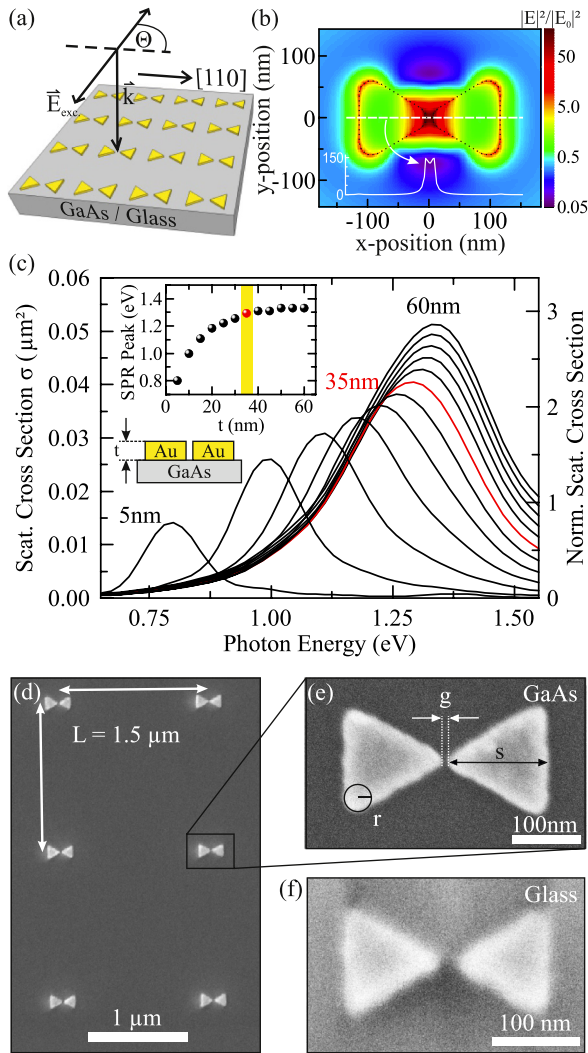 (a)
Θ
[110]
E⃗exc.
k⃗
GaAs / Glass
(b)
|E|²/|E₀|²
y-position (nm)
100
0
-100
150
0
-100
0
100
x-position (nm)
50
5.0
0.5
0.05
(c)
Scat. Cross Section σ (µm²)
0.06
0.05
0.04
0.03
0.02
0.01
0.00
SPR Peak (eV)
1.4
1.2
1.0
0.8
0 20 40 60
t (nm)
t
Au Au
GaAs
5nm
35nm
60nm
Norm. Scat. Cross Section
3
2
1
0
0.75 1.00 1.25 1.50
Photon Energy (eV)
(d)
L = 1.5 µm
1 µm
(e)
g
GaAs
s
r
100nm
(f)
Glass
100 nm